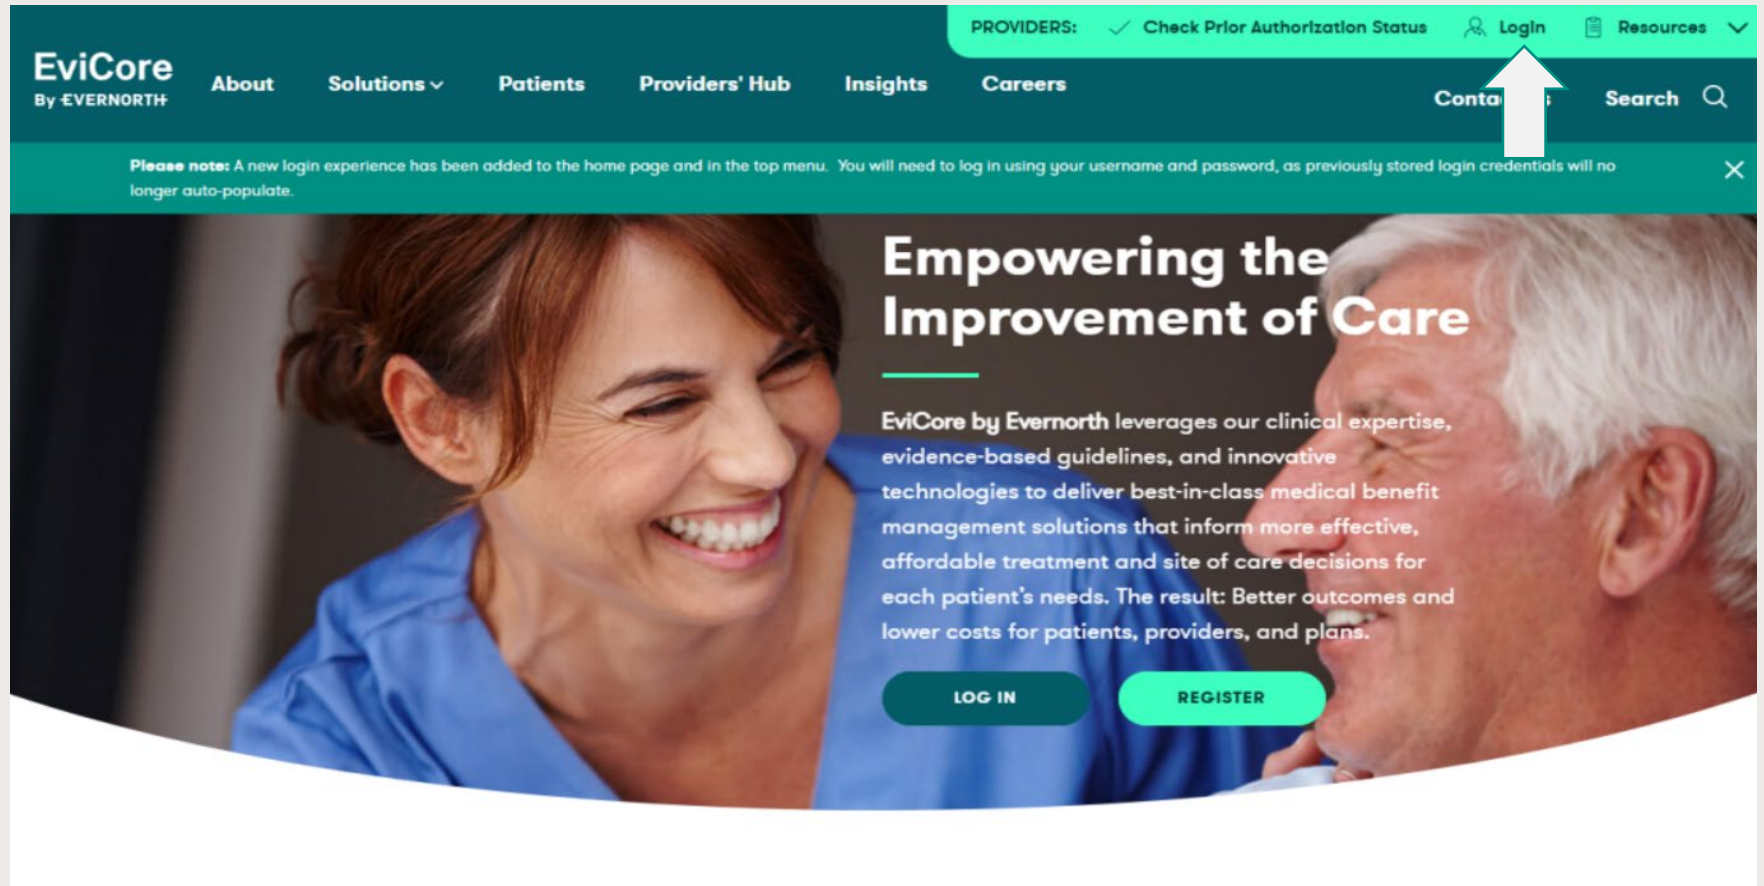 PROVIDERS: Check Prior Authorization Status Login Resources
EviCore
By EVERNORTH
About Solutions Patients Providers' Hub Insights Careers
Search
Please note: A new login experience has been added to the home page and in the top menu. You will need to log in using your username and password, as previously stored login credentials will no
longer auto-populate.
Empowering the
Improvement of Care
EviCore by Evernorth leverages our clinical expertise,
evidence-based guidelines, and innovative
technologies to deliver best-in-class medical benefit
management solutions that inform more effective,
affordable treatment and site of care decisions for
each patient's needs. The result: Better outcomes and
lower costs for patients, providers, and plans.
LOG IN REGISTER